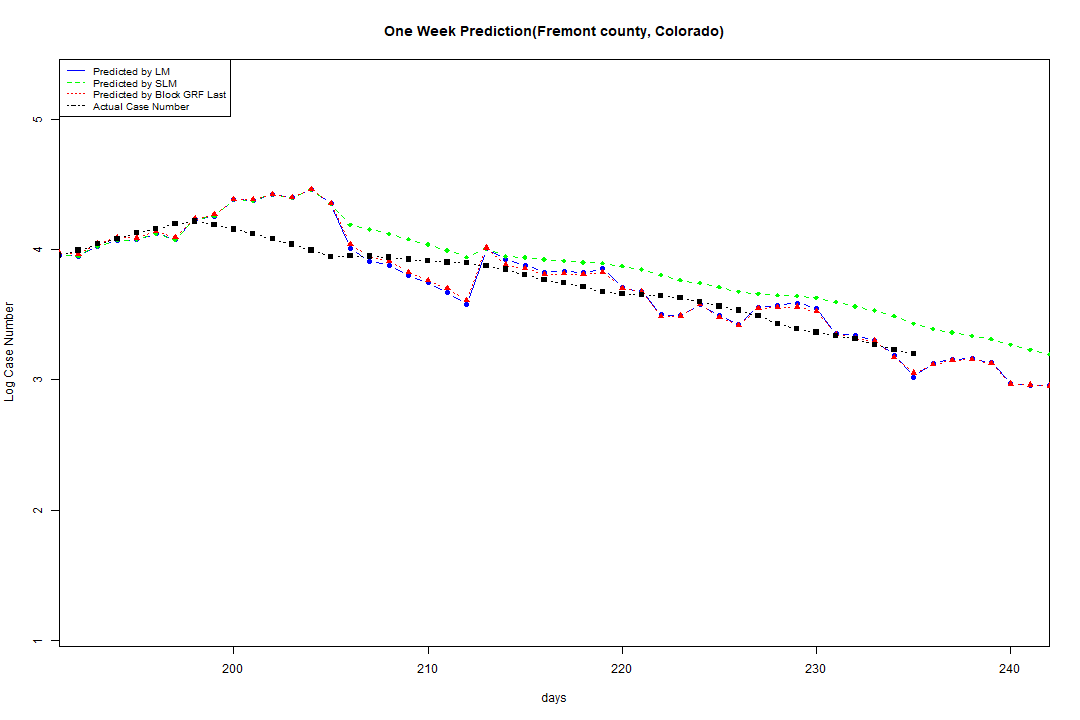 One Week Prediction(Fremont county, Colorado)
Predicted by LM
Predicted by SLM
Predicted by Block GRF Last
Actual Case Number
5
4
3
2
1
Log Case Number
200 210 220 230 240
days